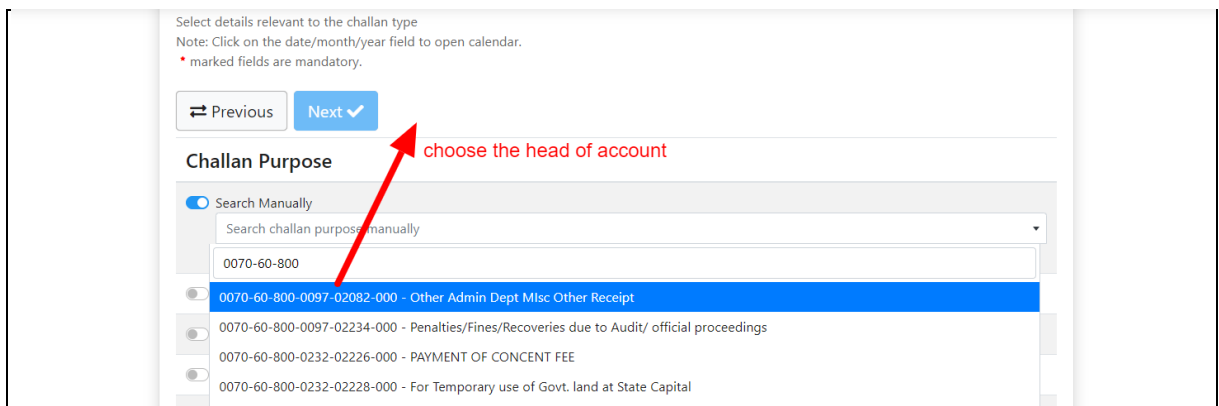 Select details relevant to the challan type
Note: Click on the date/month/year field to open calendar.
* marked fields are mandatory.
Previous
Next
choose the head of account
Challan Purpose
Search Manually
Search challan purpose manually
0070-60-800
0070-60-800-0097-02082-000 - Other Admin Dept MIsc Other Receipt
0070-60-800-0097-02234-000 - Penalties/Fines/Recoveries due to Audit/ official proceedings
0070-60-800-0232-02226-000 - PAYMENT OF CONCENT FEE
0070-60-800-0232-02228-000 - For Temporary use of Govt. land at State Capital